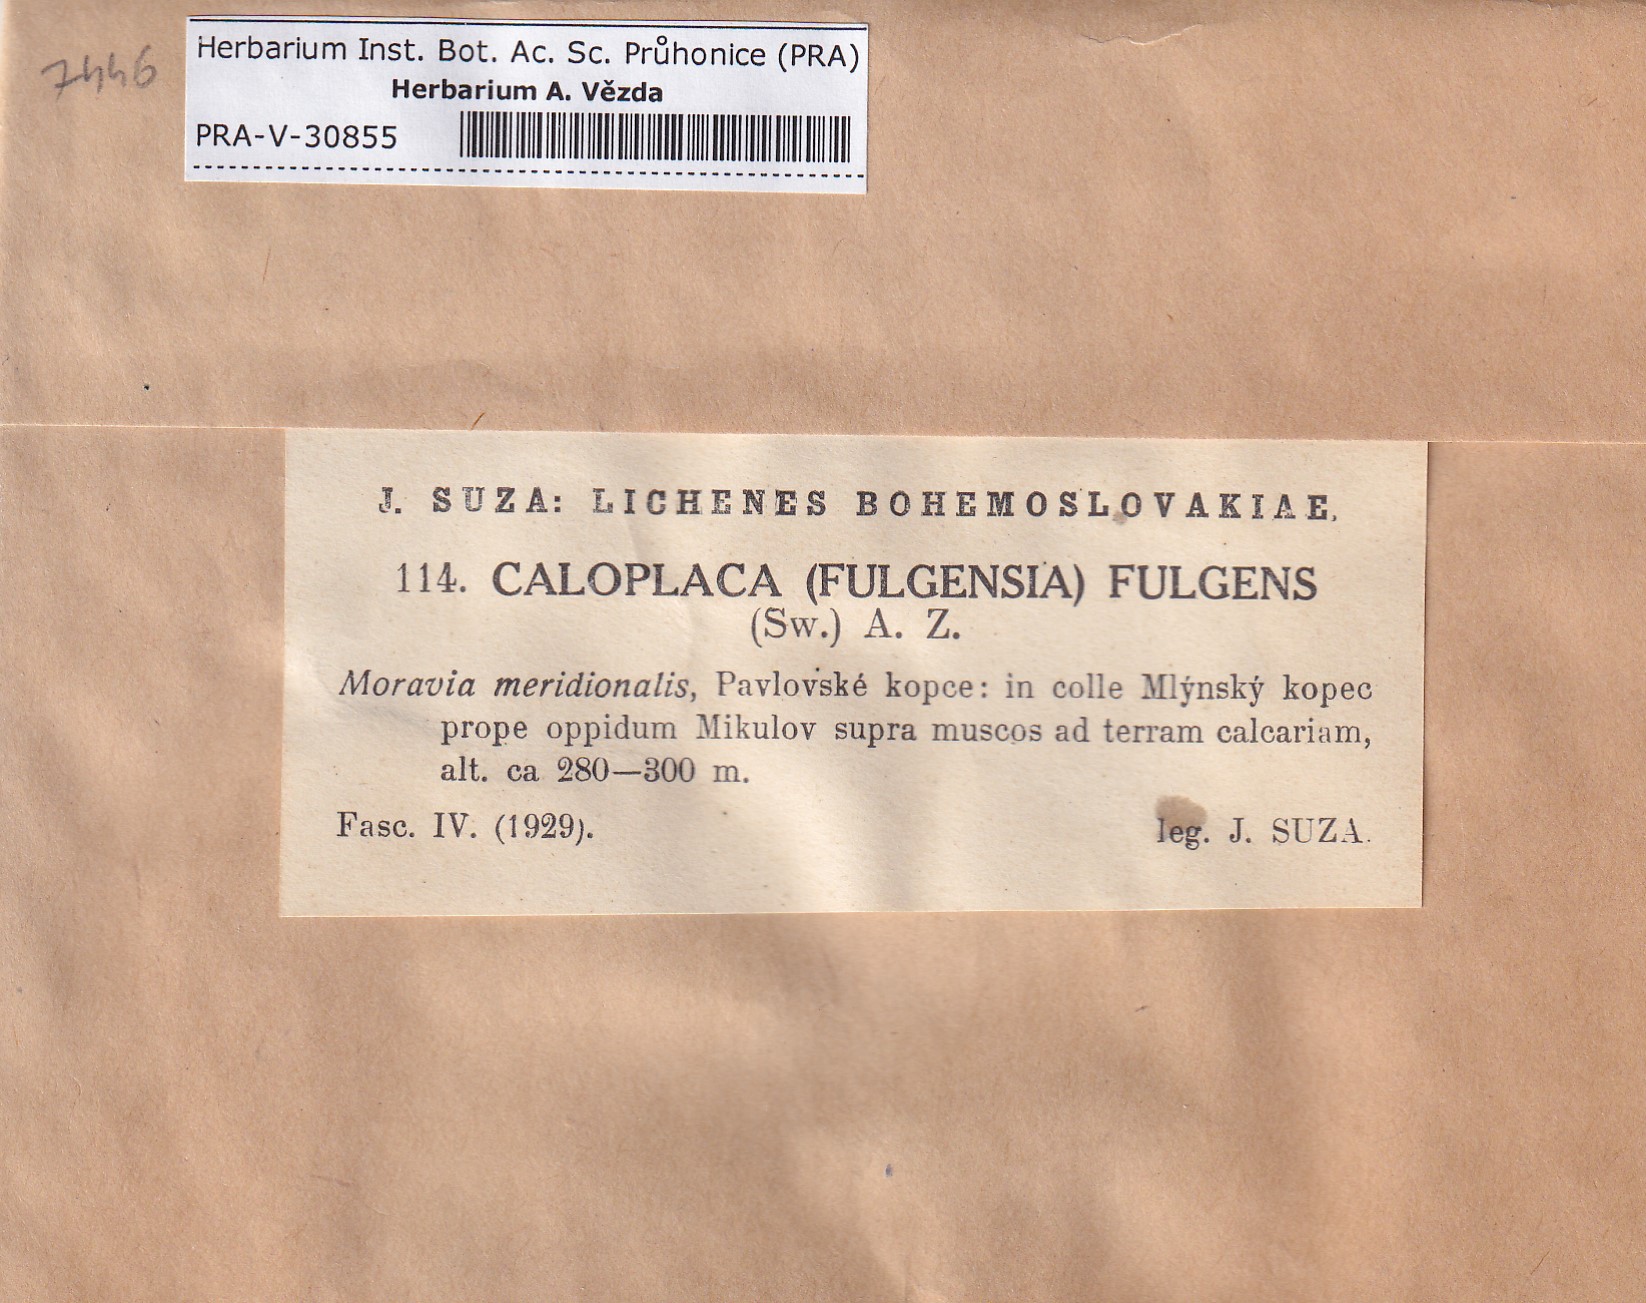 7446
Herbarium Inst. Bot. Ac. Sc. Průhonice (PRA)
Herbarium A. Vězda
PRA-V-30855
J. SUZA: LICHENES BOHEMOSLOVAKIAE.
114. CALOPLACA (FULGENSIA) FULGENS
(Sw.) A. Z.
Moravia meridionalis, Pavlovské kopce: in colle Mlýnský kopec
prope oppidum Mikulov supra muscos ad terram calcariam,
alt. ca 280—300 m.
Fasc. IV. (1929).
leg. J. SUZA.